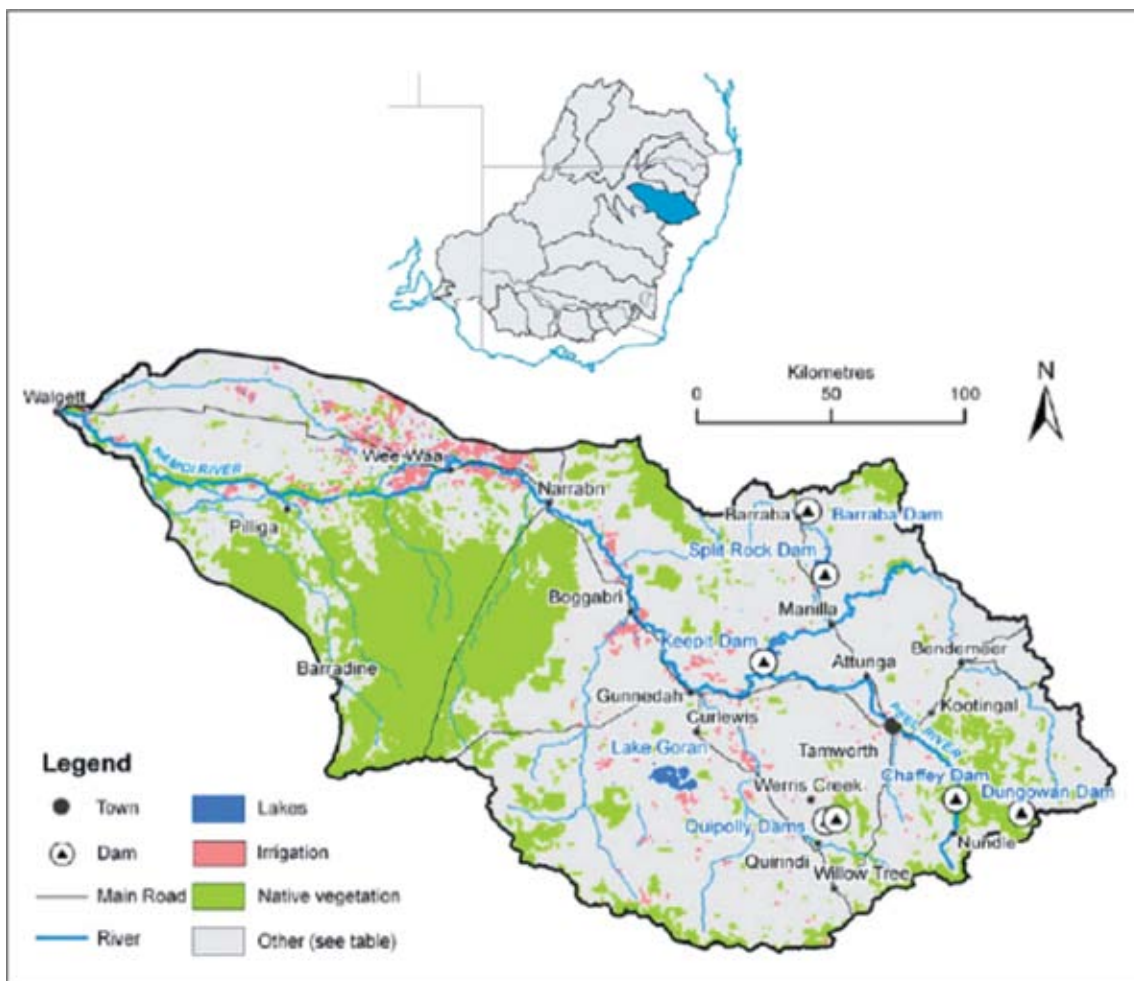 Kilometres
0 50 100
N
Walgett
NAMOI RIVER
Wee Waa
Narrabri
Pilliga
Barraba
Barraba Dam
Split Rock Dam
Boggabri
Manilla
Keepit Dam
Attunga
Bendemeer
Barradine
Gunnedah
Curlewis
Kootingal
PEEL RIVER
Lake Goran
Tamworth
Werris Creek
Chaffey Dam
Dungowan Dam
Quipolly Dams
Nundle
Quirindi
Willow Tree
Legend
Town
Dam
Main Road
River
Lakes
Irrigation
Native vegetation
Other (see table)